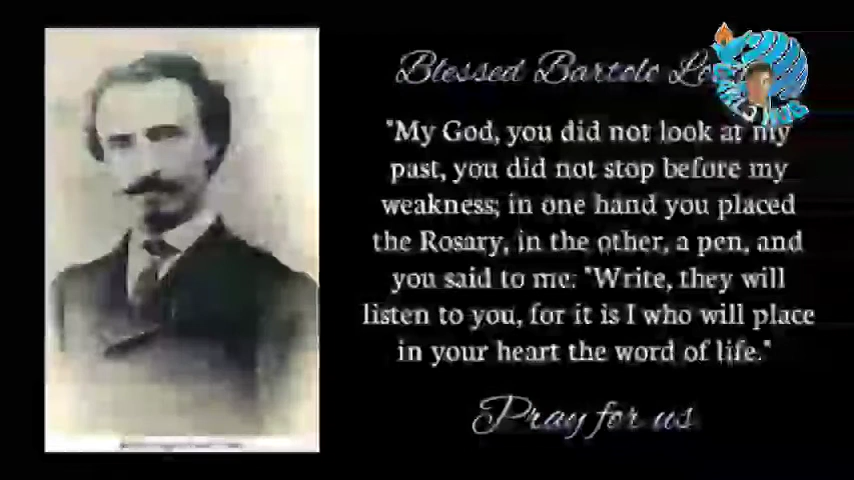 Blessed Bartolo
"My God, you did not look at my
past, you did not stop before my
weakness; in one hand you placed
the Rosary, in the other, a pen, and
you said to me: "Write, they will
listen to you, for it is I who will place
in your heart the word of life."
Pray for us